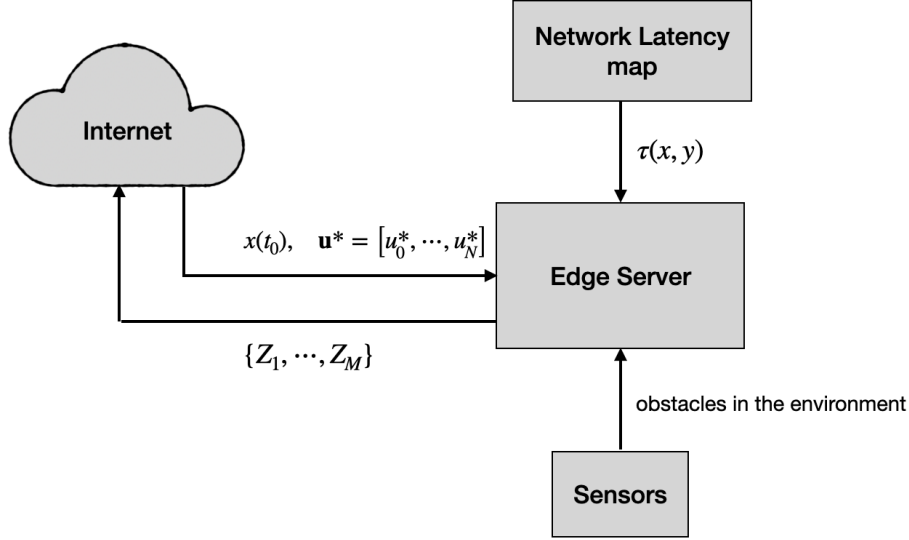 Network Latency
map
Internet
τ(x, y)
x(t₀), u* = [u₀*, ⋯, u_N*]
Edge Server
{Z₁, ⋯, Z_M}
obstacles in the environment
Sensors